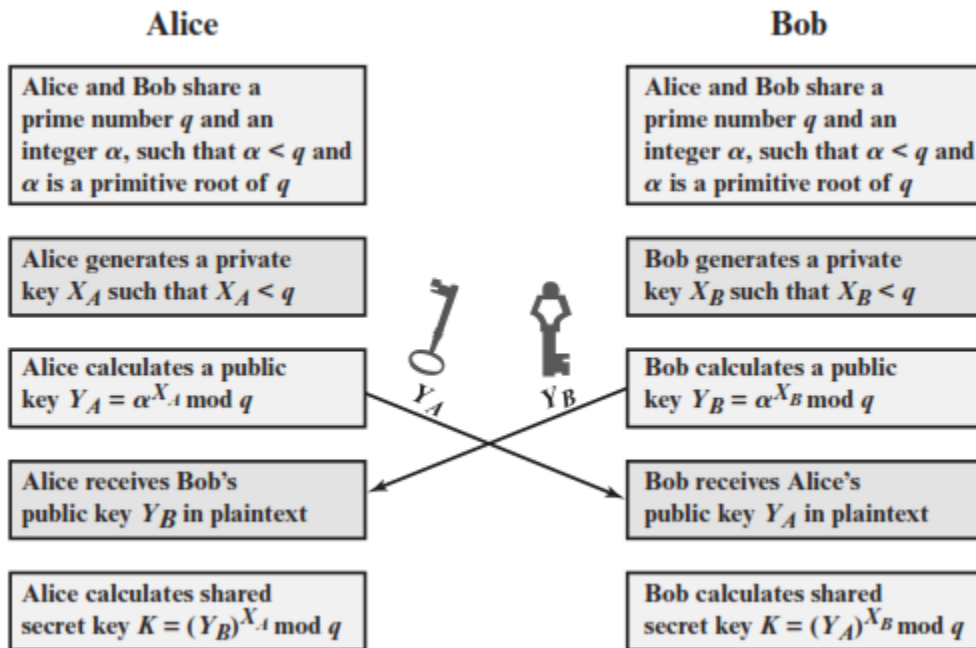 Alice
Bob
Alice and Bob share a
prime number q and an
integer α, such that α < q and
α is a primitive root of q
Alice and Bob share a
prime number q and an
integer α, such that α < q and
α is a primitive root of q
Alice generates a private
key X_A such that X_A < q
Bob generates a private
key X_B such that X_B < q
Alice calculates a public
key Y_A = α^{X_A} mod q
Y_A
Y_B
Bob calculates a public
key Y_B = α^{X_B} mod q
Alice receives Bob’s
public key Y_B in plaintext
Bob receives Alice’s
public key Y_A in plaintext
Alice calculates shared
secret key K = (Y_B)^{X_A} mod q
Bob calculates shared
secret key K = (Y_A)^{X_B} mod q